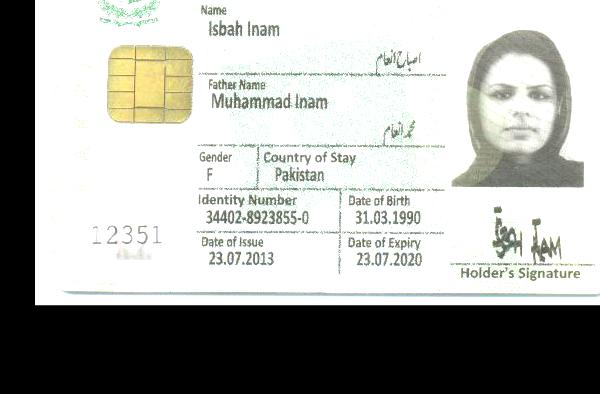 Name
Isbah Inam
اصباح انعام
Father Name
Muhammad Inam
محمد انعام
Gender
Country of Stay
F
Pakistan
Identity Number
Date of Birth
34402-8923855-0
31.03.1990
12351
Date of Issue
Date of Expiry
23.07.2013
23.07.2020
Holder's Signature